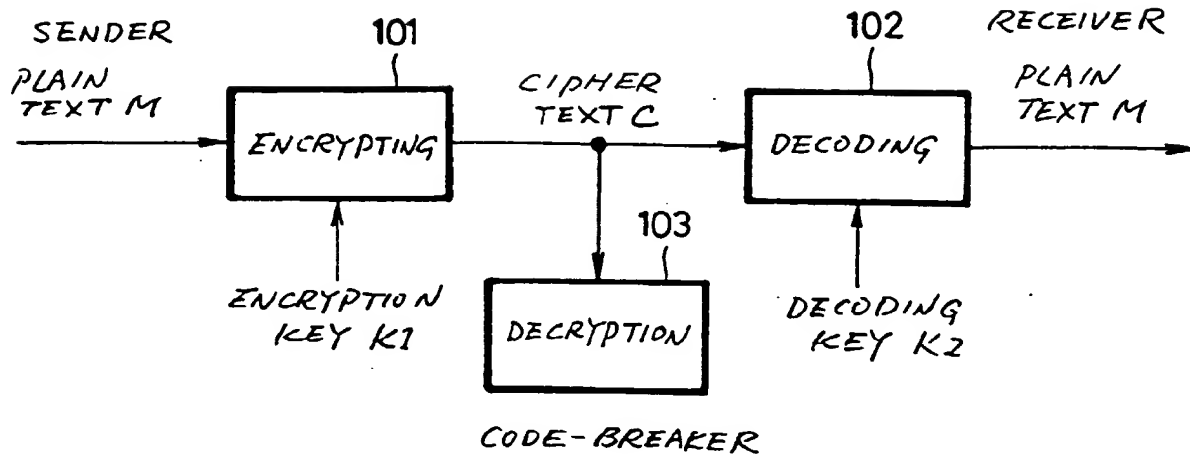 SENDER
101
102
RECEIVER
PLAIN
TEXT M
CIPHER
TEXT C
PLAIN
TEXT M
ENCRYPTING
DECODING
103
ENCRYPTION
KEY K1
DECRYPTION
DECODING
KEY K2
CODE-BREAKER